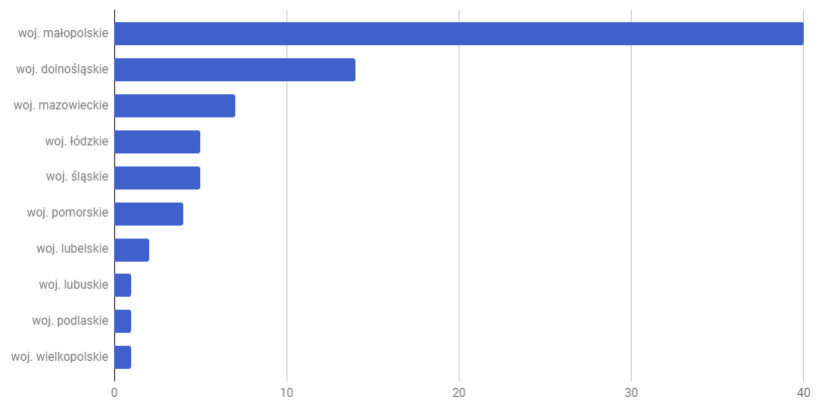 woj. małopolskie
woj. dolnośląskie
woj. mazowieckie
woj. łódzkie
woj. śląskie
woj. pomorskie
woj. lubelskie
woj. lubuskie
woj. podlaskie
woj. wielkopolskie
0 10 20 30 40